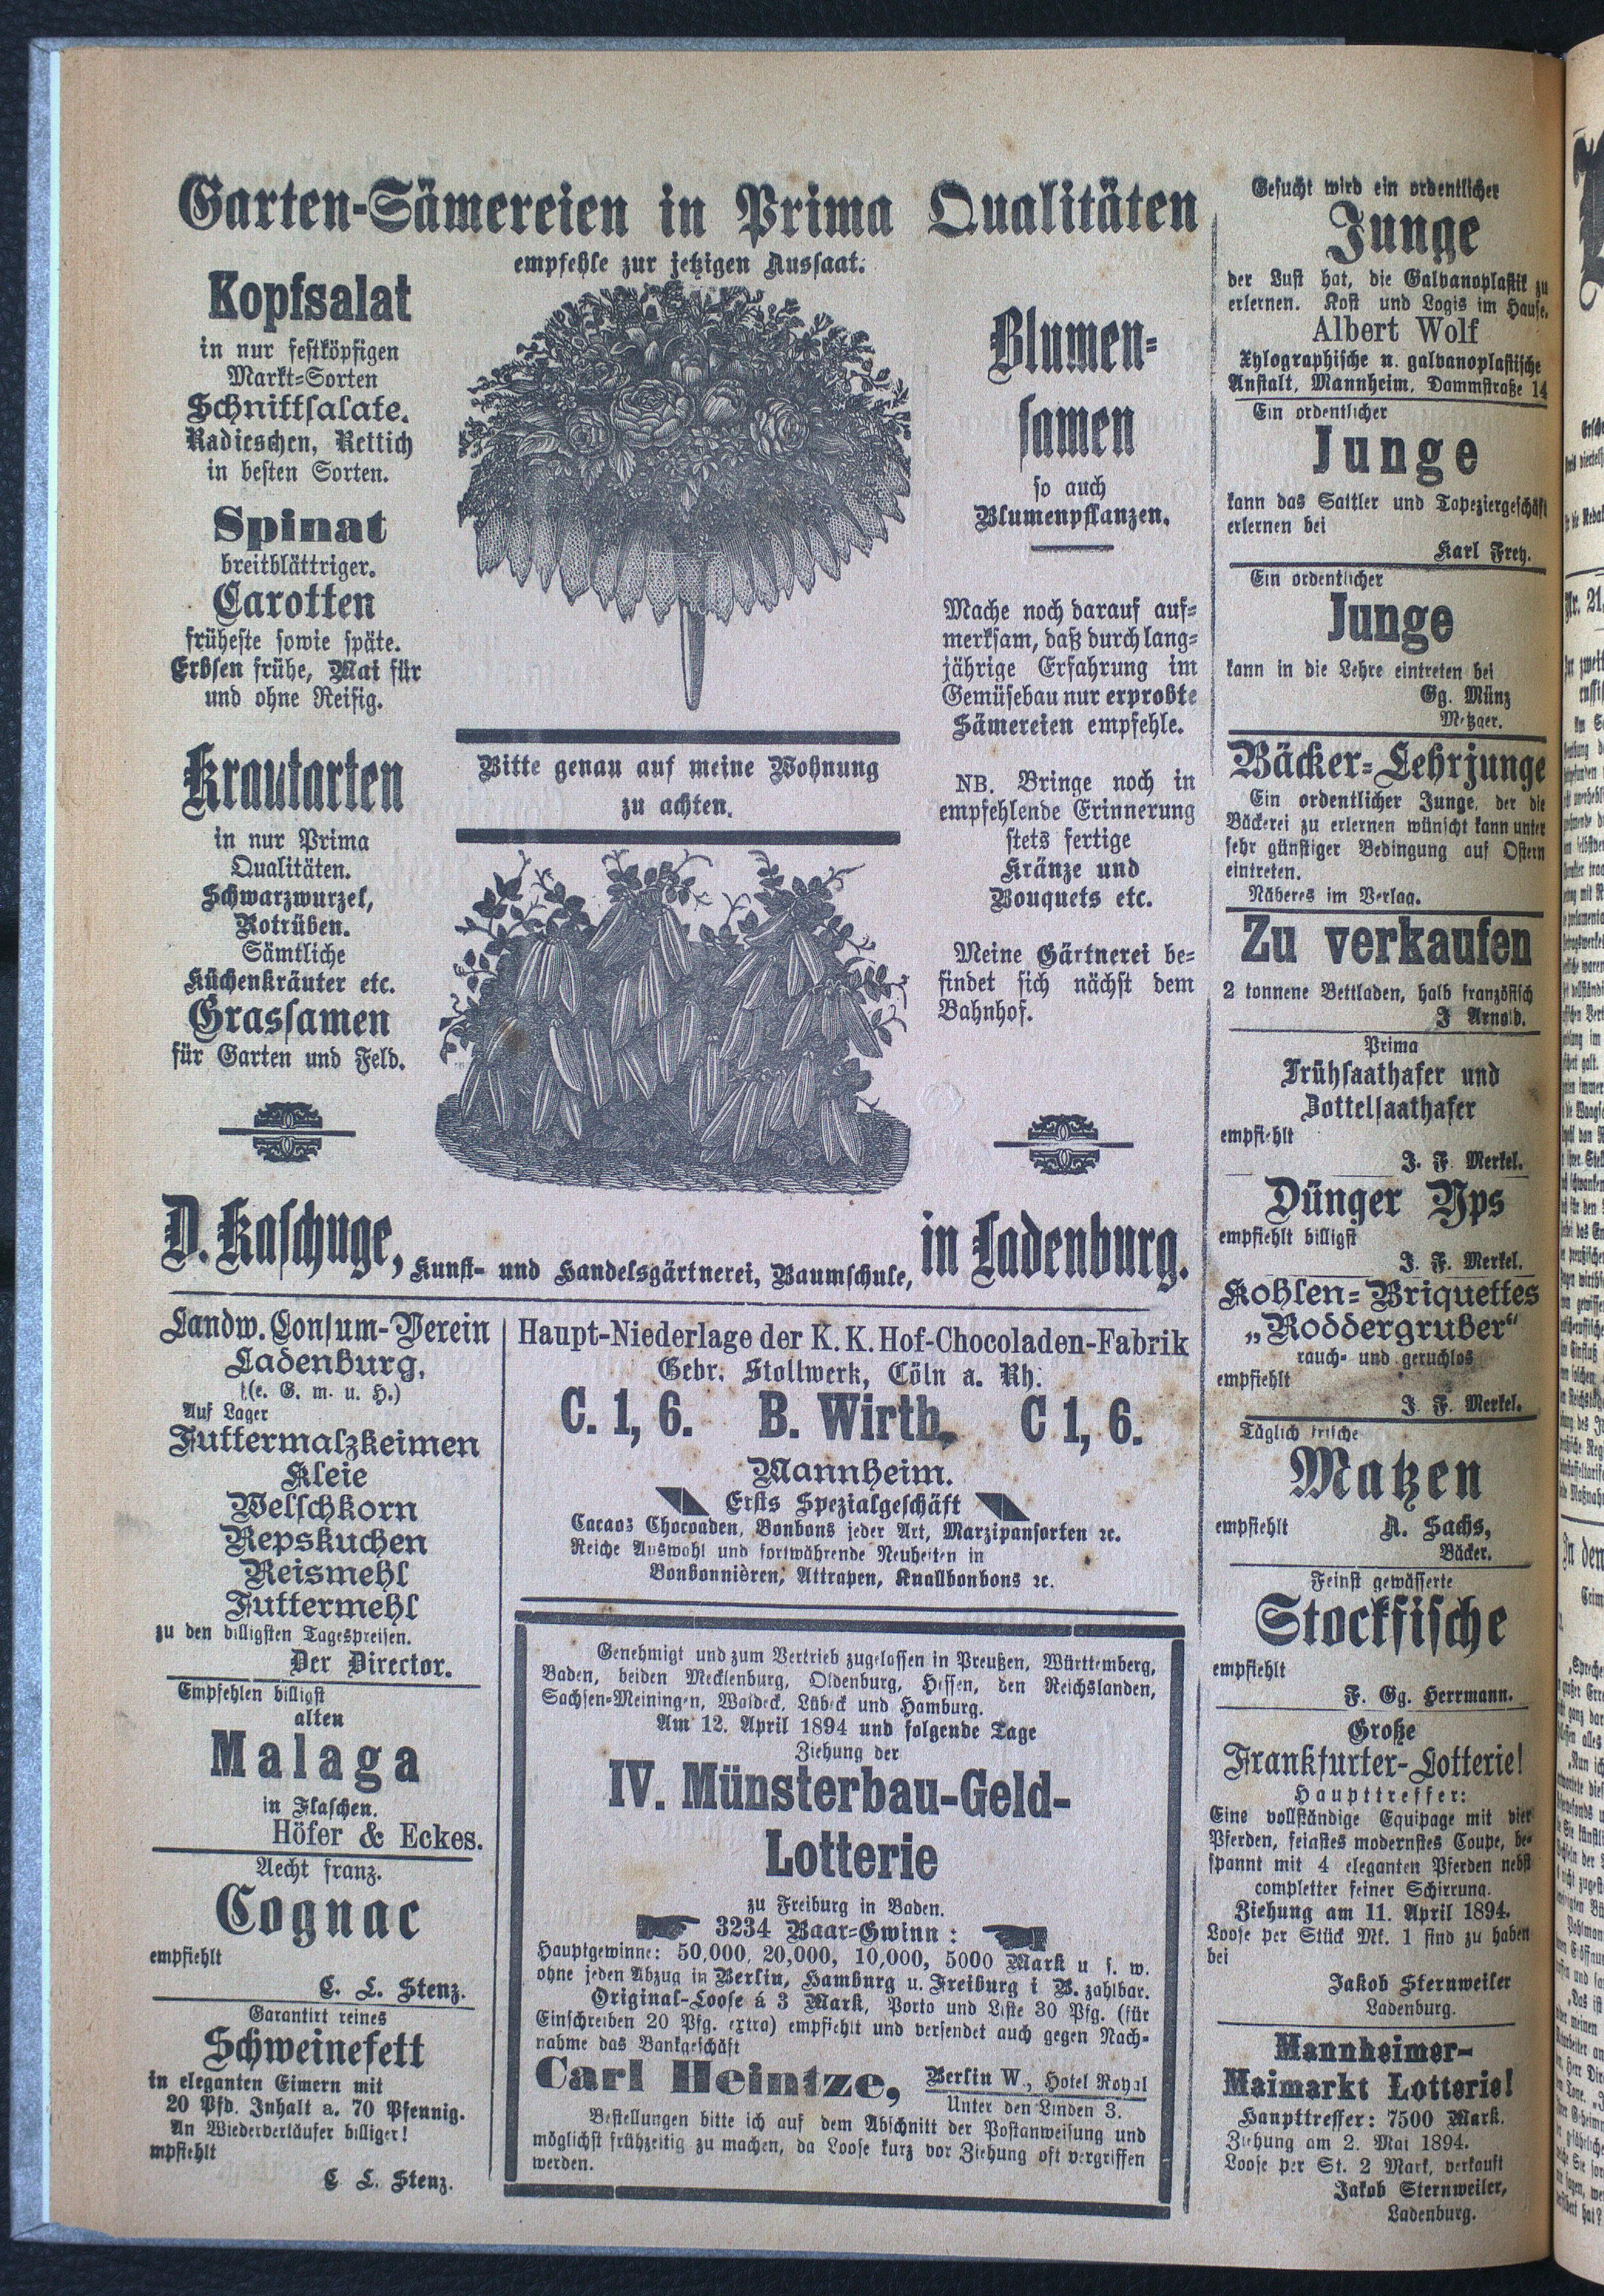 Garten-Sämereien in Prima Qualitäten
empfehle zur jetzigen Aussaat:
Kopfsalat
in nur festköpfigen
Markt=Sorten
Schnittsalate.
Radieschen, Rettich
in besten Sorten.
Spinat
breitblättriger.
Carotten
früheste sowie späte.
Erbsen frühe, Mai für
und ohne Reisig.
Krautarten
in nur Prima
Qualitäten.
Schwarzwurzel,
Rotrüben.
Sämtliche
Küchenkräuter etc.
Grassamen
für Garten und Feld.
Bitte genau auf meine Wohnung
zu achten.
Blumen=
samen
so auch
Blumenpflanzen.
Mache noch darauf auf=
merksam, daß durch lang=
jährige Erfahrung im
Gemüsebau nur erprobte
Sämereien empfehle.
NB. Bringe noch in
empfehlende Erinnerung
stets fertige
Kränze und
Bouquets etc.
Meine Gärtnerei be=
findet sich nächst dem
Bahnhof.
D. Kaschuge, Kunst- und Handelsgärtnerei, Baumschule, in Ladenburg.
Landw. Consum-Verein
Ladenburg,
(e. G. m. u. H.)
Auf Lager
Futtermalzkeimen
Kleie
Welschkorn
Repskuchen
Reismehl
Futtermehl
zu den billigsten Tagespreisen.
Der Director.
Empfehlen billigst
alten
Malaga
in Flaschen.
Höfer & Eckes.
Aecht franz.
Cognac
empfiehlt
C. L. Stenz.
Garantirt reines
Schweinefett
in eleganten Eimern mit
20 Pfd. Inhalt a. 70 Pfennig.
An Wiederverläufer billiger!
mpfiehlt
C L. Stenz.
Haupt-Niederlage der K. K. Hof-Chocoladen-Fabrik
Gebr. Stollwerk, Cöln a. Rh.
C. 1, 6. B. Wirth, C 1, 6.
Mannheim.
Erstes Spezialgeschäft
Cacaos Chocoaden, Bonbons jeder Art, Marzipansorten ꝛc.
Reiche Auswahl und fortwährende Neuheiten in
Bonbonnièren, Attrapen, Knallbonbons ꝛc.
Genehmigt und zum Vertrieb zugelassen in Preußen, Württemberg,
Baden, beiden Mecklenburg, Oldenburg, Hessen, den Reichslanden,
Sachsen=Meiningen, Waldeck, Lübeck und Hamburg.
Am 12. April 1894 und folgende Tage
Ziehung der
IV. Münsterbau-Geld-
Lotterie
zu Freiburg in Baden.
3234 Baar=Gwinn:
Hauptgewinne: 50,000, 20,000, 10,000, 5000 Mark u s. w.
ohne jeden Abzug in Berlin, Hamburg u. Freiburg i B. zahlbar.
Original-Loose á 3 Mark, Porto und Liste 30 Pfg. (für
Einschreiben 20 Pfg. extra) empfiehlt und versendet auch gegen Nach=
nahme das Bankgeschäft
Carl Heintze, Berlin W., Hotel Royal
Unter den Linden 3.
Bestellungen bitte ich auf dem Abschnitt der Postanweisung und
möglichst frühzeitig zu machen, da Loose kurz vor Ziehung oft vergriffen
werden.
Gesucht wird ein ordentlicher
Junge
der Lust hat, die Galvanoplastik zu
erlernen. Kost und Logis im Hause.
Albert Wolf
Xylographische u. galvanoplastische
Anstalt, Mannheim, Dammstraße 14
Ein ordentlicher
Junge
kann das Sattler und Tapeziergeschäft
erlernen bei
Karl Frey.
Ein ordentlicher
Junge
kann in die Lehre eintreten bei
Gg. Münz
Metzger.
Bäcker=Lehrjunge
Ein ordentlicher Junge, der die
Bäckerei zu erlernen wünscht kann unter
sehr günstiger Bedingung auf Ostern
eintreten.
Näheres im Verlag.
Zu verkaufen
2 tonnene Bettladen, halb französisch
J Arnold.
Prima
Frühsaathafer und
Zottelsaathafer
empfiehlt
J. F. Merkel.
Dünger Yps
empfiehlt billigst
J. F. Merkel.
Kohlen=Briquettes
„Roddergruber“
rauch= und geruchlos
empfiehlt
J F. Merkel.
Täglich frische
Matzen
empfiehlt A. Sachs,
Bäcker.
Feinst gewässerte
Stockfische
empfiehlt
F. Gg. Herrmann.
Große
Frankfurter-Lotterie!
Haupttreffer:
Eine vollständige Equipage mit vier
Pferden, feinstes modernstes Coupe, be=
spannt mit 4 eleganten Pferden nebst
completter feiner Schirrung.
Ziehung am 11. April 1894.
Loose per Stück Mk. 1 sind zu haben
bei
Jakob Sternweiler
Ladenburg.
Mannheimer-
Maimarkt Lotterie!
Haupttreffer: 7500 Mark.
Ziehung am 2. Mai 1894.
Loose per St. 2 Mark, verkauft
Jakob Sternweiler,
Ladenburg.